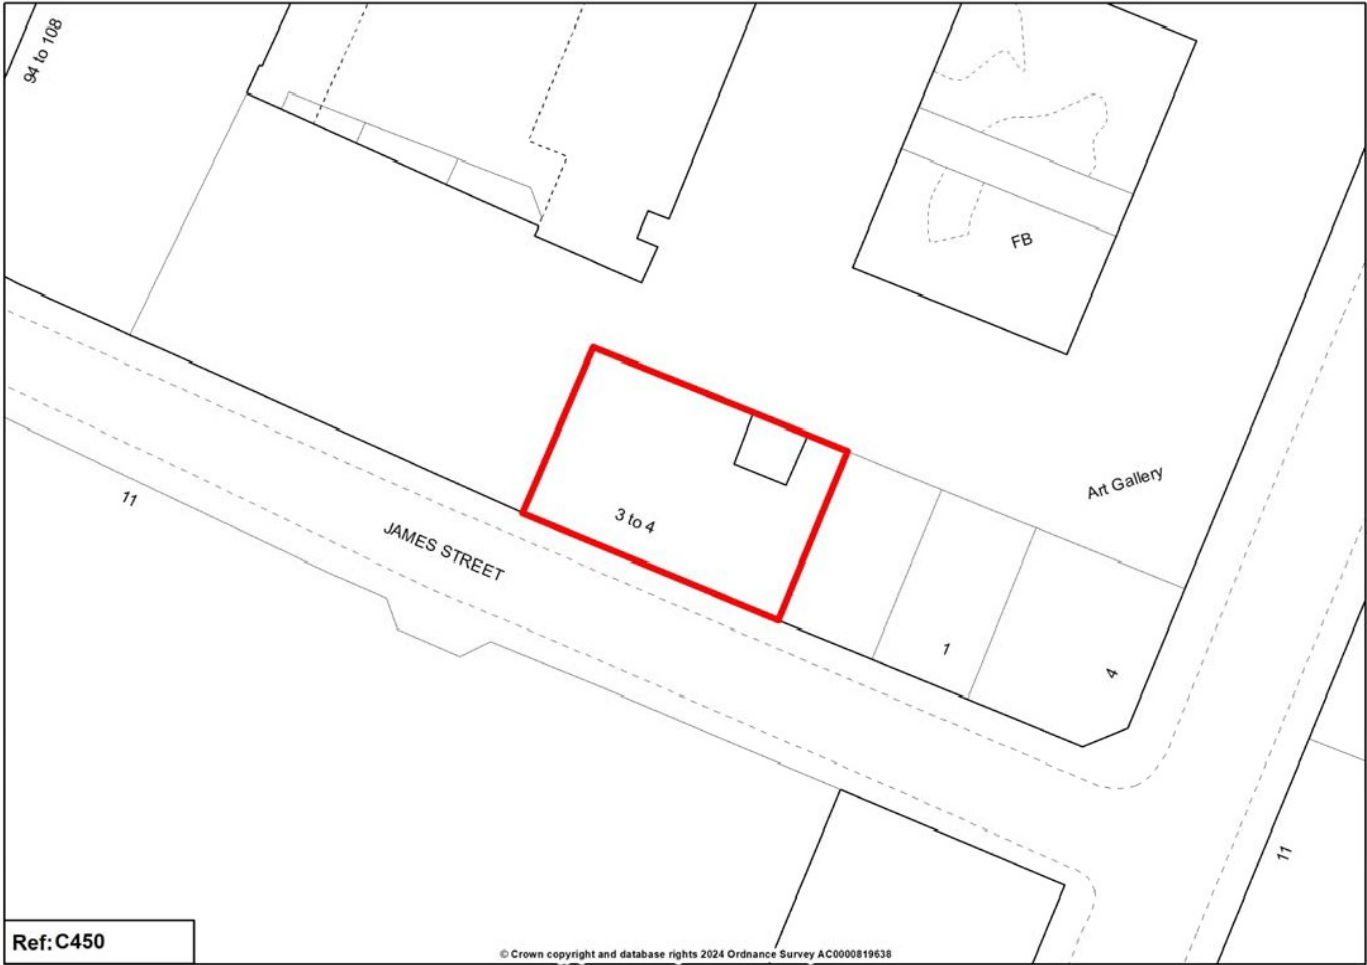 94 to 108
FB
Art Gallery
3 to 4
11
JAMES STREET
1
4
11
Ref:C450
© Crown copyright and database rights 2024 Ordnance Survey AC0000819638